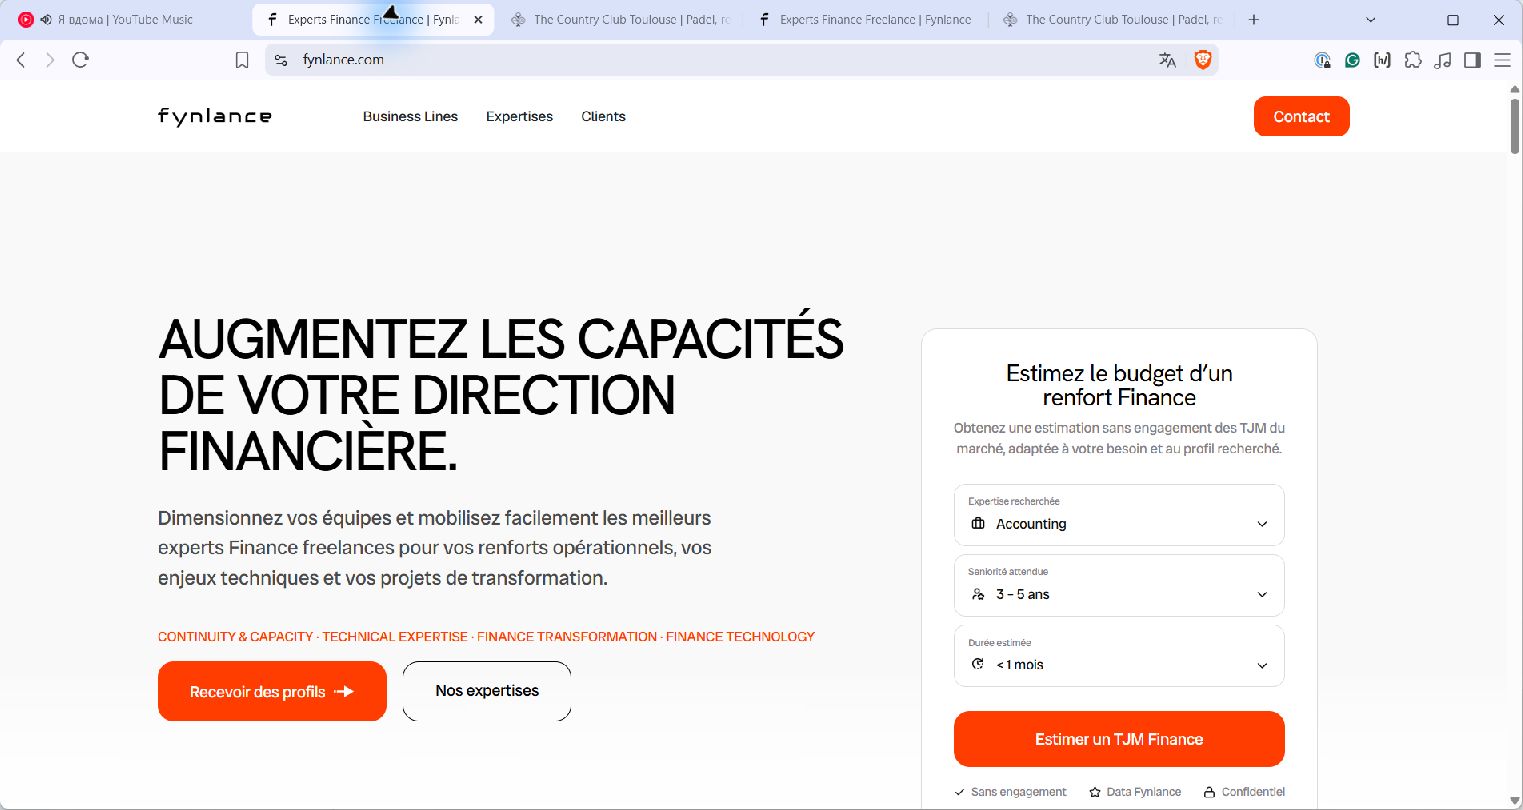 Я вдома | YouTube Music
Experts Finance Freelance | Fynla
The Country Club Toulouse | Padel, re
Experts Finance Freelance | Fynlance
The Country Club Toulouse | Padel, re
fynlance.com
fynlance
Business Lines
Expertises
Clients
Contact
AUGMENTEZ LES CAPACITÉS
DE VOTRE DIRECTION
FINANCIÈRE.
Dimensionnez vos équipes et mobilisez facilement les meilleurs
experts Finance freelances pour vos renforts opérationnels, vos
enjeux techniques et vos projets de transformation.
CONTINUITY & CAPACITY · TECHNICAL EXPERTISE · FINANCE TRANSFORMATION · FINANCE TECHNOLOGY
Recevoir des profils
Nos expertises
Estimez le budget d’un
renfort Finance
Obtenez une estimation sans engagement des TJM du
marché, adaptée à votre besoin et au profil recherché.
Expertise recherchée
Accounting
Seniorité attendue
3 – 5 ans
Durée estimée
< 1 mois
Estimer un TJM Finance
Sans engagement
Data Fynlance
Confidentiel